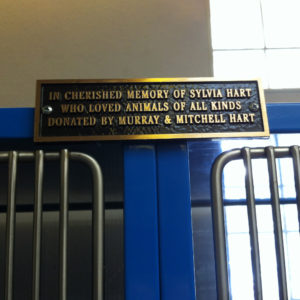 IN CHERISHED MEMORY OF SYLVIA HART
WHO LOVED ANIMALS OF ALL KINDS
DONATED BY MURRAY & MITCHELL HART